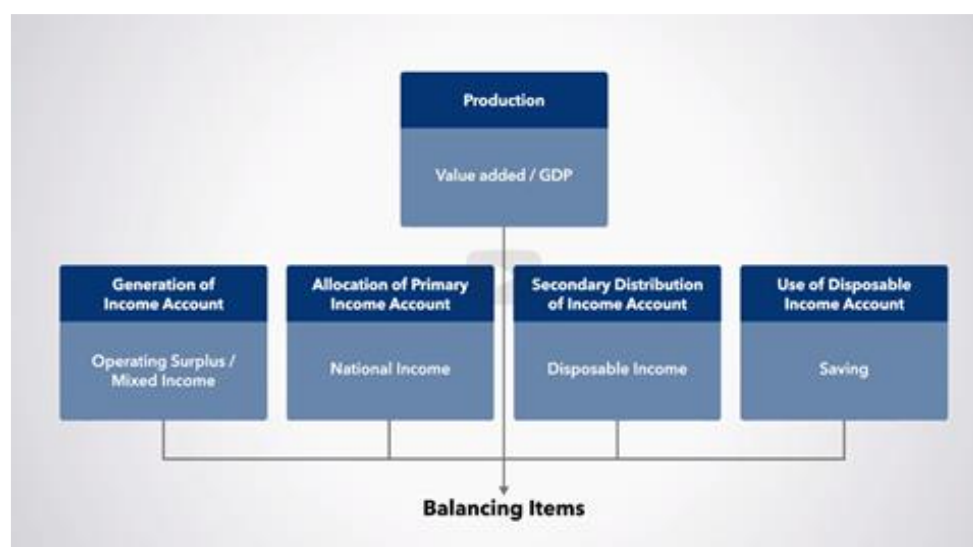 Production
Value added / GDP
Generation of
Income Account
Operating Surplus /
Mixed Income
Allocation of Primary
Income Account
National Income
Secondary Distribution
of Income Account
Disposable Income
Use of Disposable
Income Account
Saving
Balancing Items